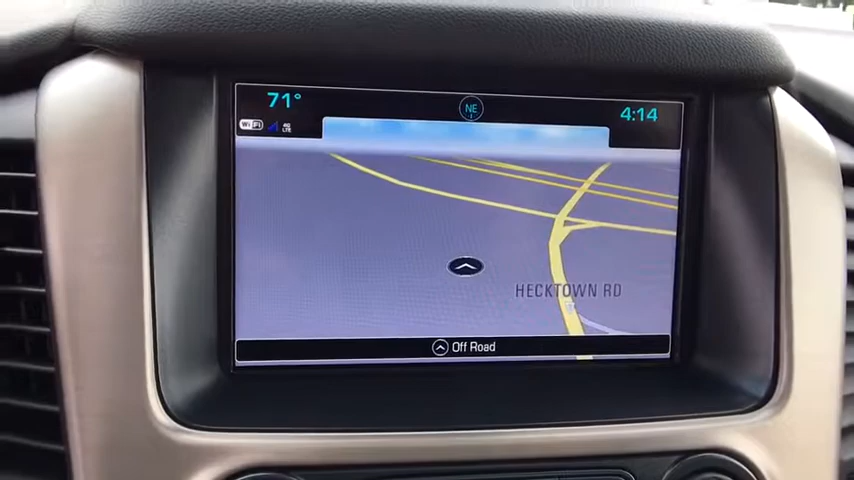 71°
NE
4:14
WiFi
4G
LTE
HECKTOWN RD
Off Road